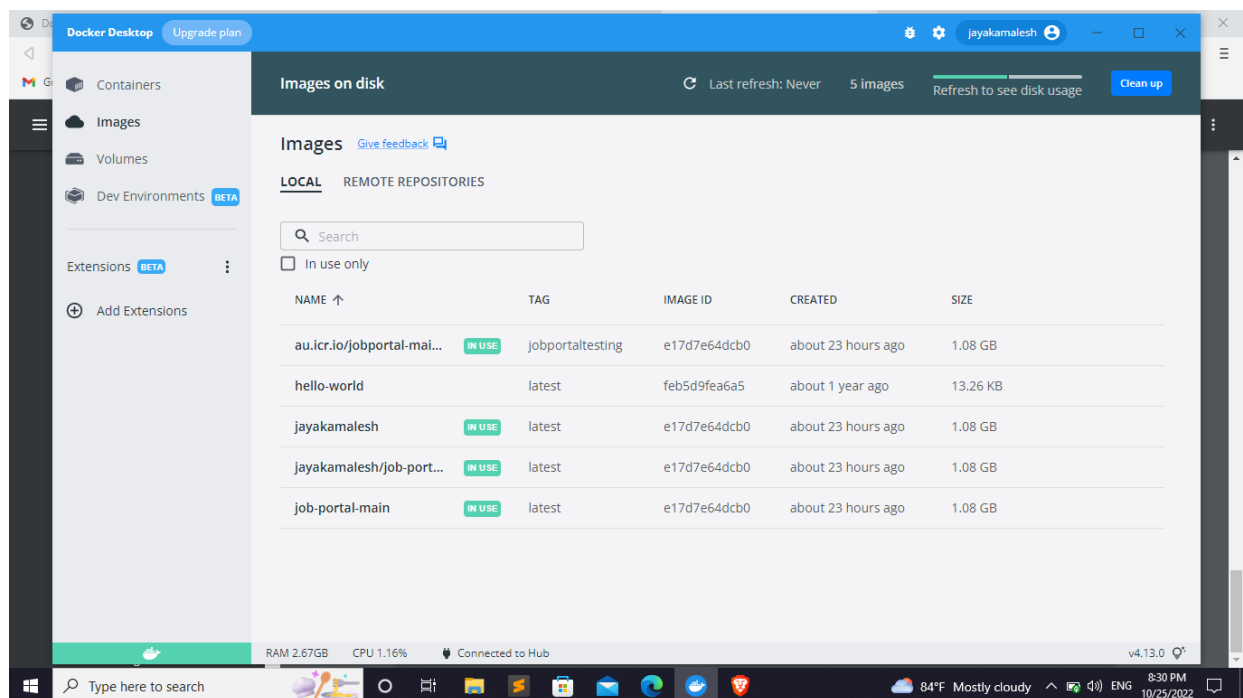 Do
Docker Desktop Upgrade plan jayakamalesh
G
Containers
Images
Volumes
Dev Environments BETA
Extensions BETA
Add Extensions
Images on disk Last refresh: Never 5 images Refresh to see disk usage Clean up
Images Give feedback
LOCAL REMOTE REPOSITORIES
Search
In use only
NAME TAG IMAGE ID CREATED SIZE
au.icr.io/jobportal-mai... IN USE jobportaltesting e17d7e64dcb0 about 23 hours ago 1.08 GB
hello-world latest feb5d9fea6a5 about 1 year ago 13.26 KB
jayakamalesh IN USE latest e17d7e64dcb0 about 23 hours ago 1.08 GB
jayakamalesh/job-port... IN USE latest e17d7e64dcb0 about 23 hours ago 1.08 GB
job-portal-main IN USE latest e17d7e64dcb0 about 23 hours ago 1.08 GB
RAM 2.67GB CPU 1.16% Connected to Hub v4.13.0
Type here to search 84°F Mostly cloudy ENG 8:30 PM
10/25/2022